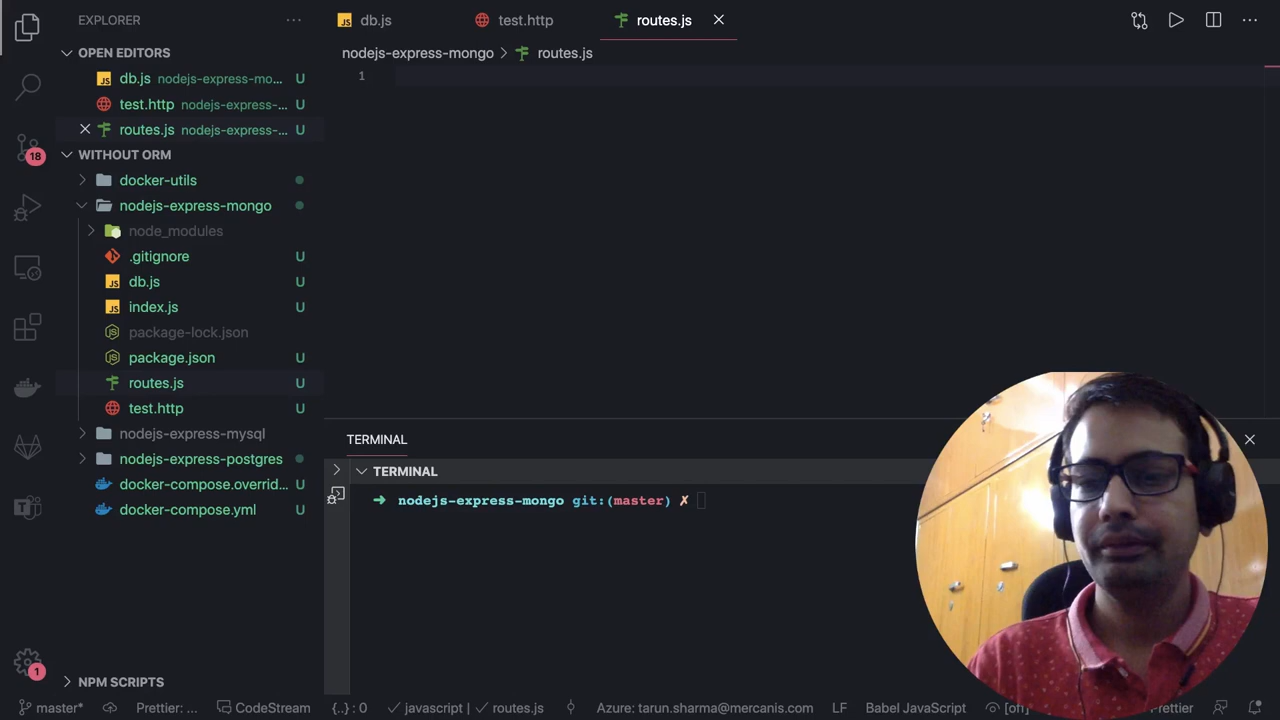 EXPLORER
OPEN EDITORS
db.js nodejs-express-mo...
U
test.http nodejs-express-...
U
routes.js nodejs-express-...
U
WITHOUT ORM
docker-utils
nodejs-express-mongo
node_modules
.gitignore
U
db.js
U
index.js
U
package-lock.json
package.json
U
routes.js
U
test.http
U
nodejs-express-mysql
nodejs-express-postgres
docker-compose.overrid...
U
docker-compose.yml
U
NPM SCRIPTS
18
1
db.js
test.http
routes.js
nodejs-express-mongo > routes.js
1
TERMINAL
TERMINAL
➜ nodejs-express-mongo git:(master) ✗
master*
Prettier: ...
CodeStream
{..} : 0
javascript |
routes.js
Azure: tarun.sharma@mercanis.com
LF
Babel JavaScript
[off
Prettier